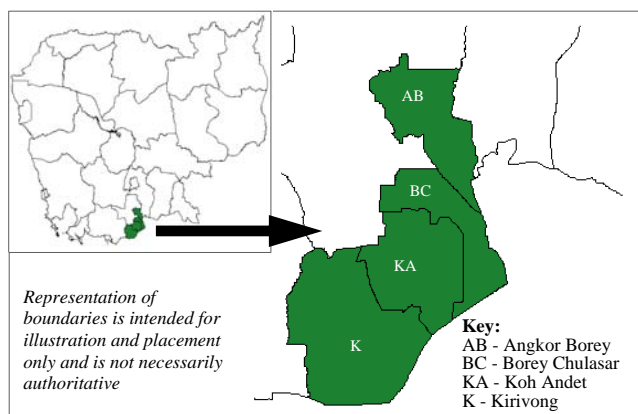 AB
BC
KA
K
Representation of
boundaries is intended for
illustration and placement
only and is not necessarily
authoritative
Key:
AB - Angkor Borey
BC - Borey Chulasar
KA - Koh Andet
K - Kirivong